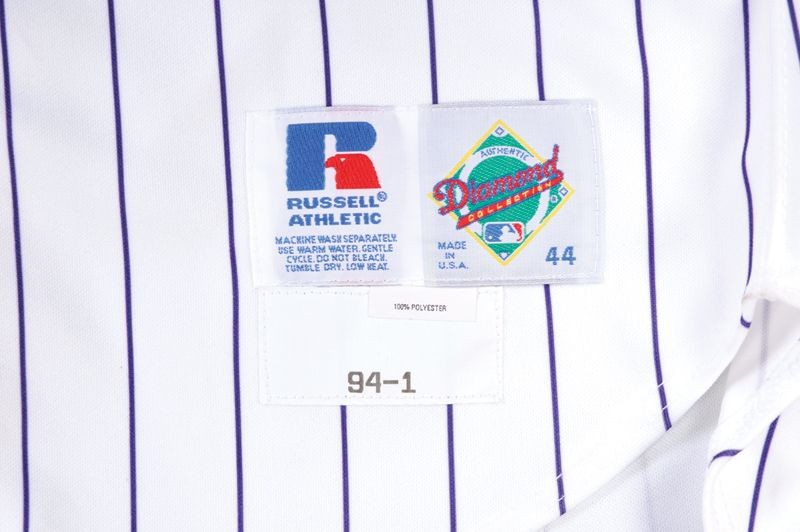 RUSSELL®
ATHLETIC
MACHINE WASH SEPARATELY.
USE WARM WATER. GENTLE
CYCLE. DO NOT BLEACH.
TUMBLE DRY. LOW HEAT.
AUTHENTIC
Diamond
COLLECTION
MADE
IN
U.S.A.
44
100% POLYESTER
94-1